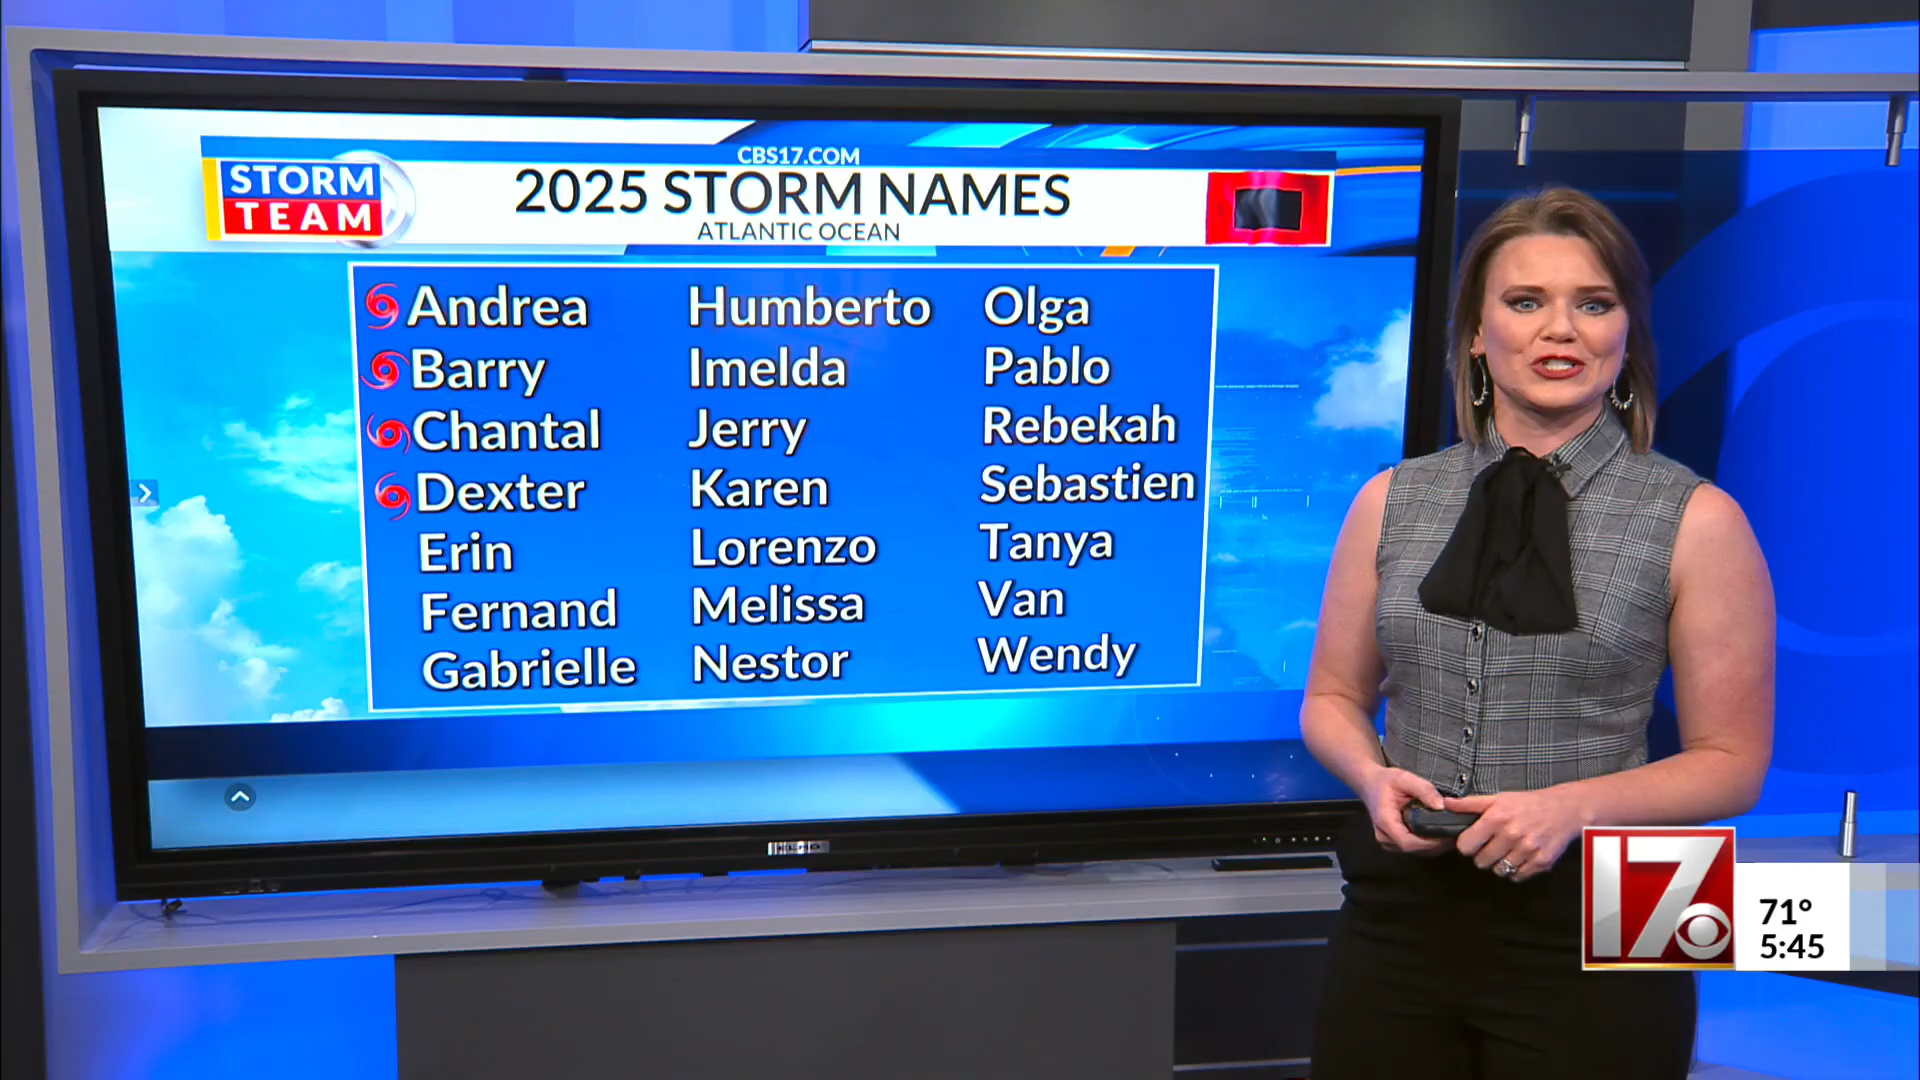 CBS17.COM
STORM
TEAM
2025 STORM NAMES
ATLANTIC OCEAN
Andrea
Barry
Chantal
Dexter
Erin
Fernand
Gabrielle
Humberto
Imelda
Jerry
Karen
Lorenzo
Melissa
Nestor
Olga
Pablo
Rebekah
Sebastien
Tanya
Van
Wendy
17
71°
5:45